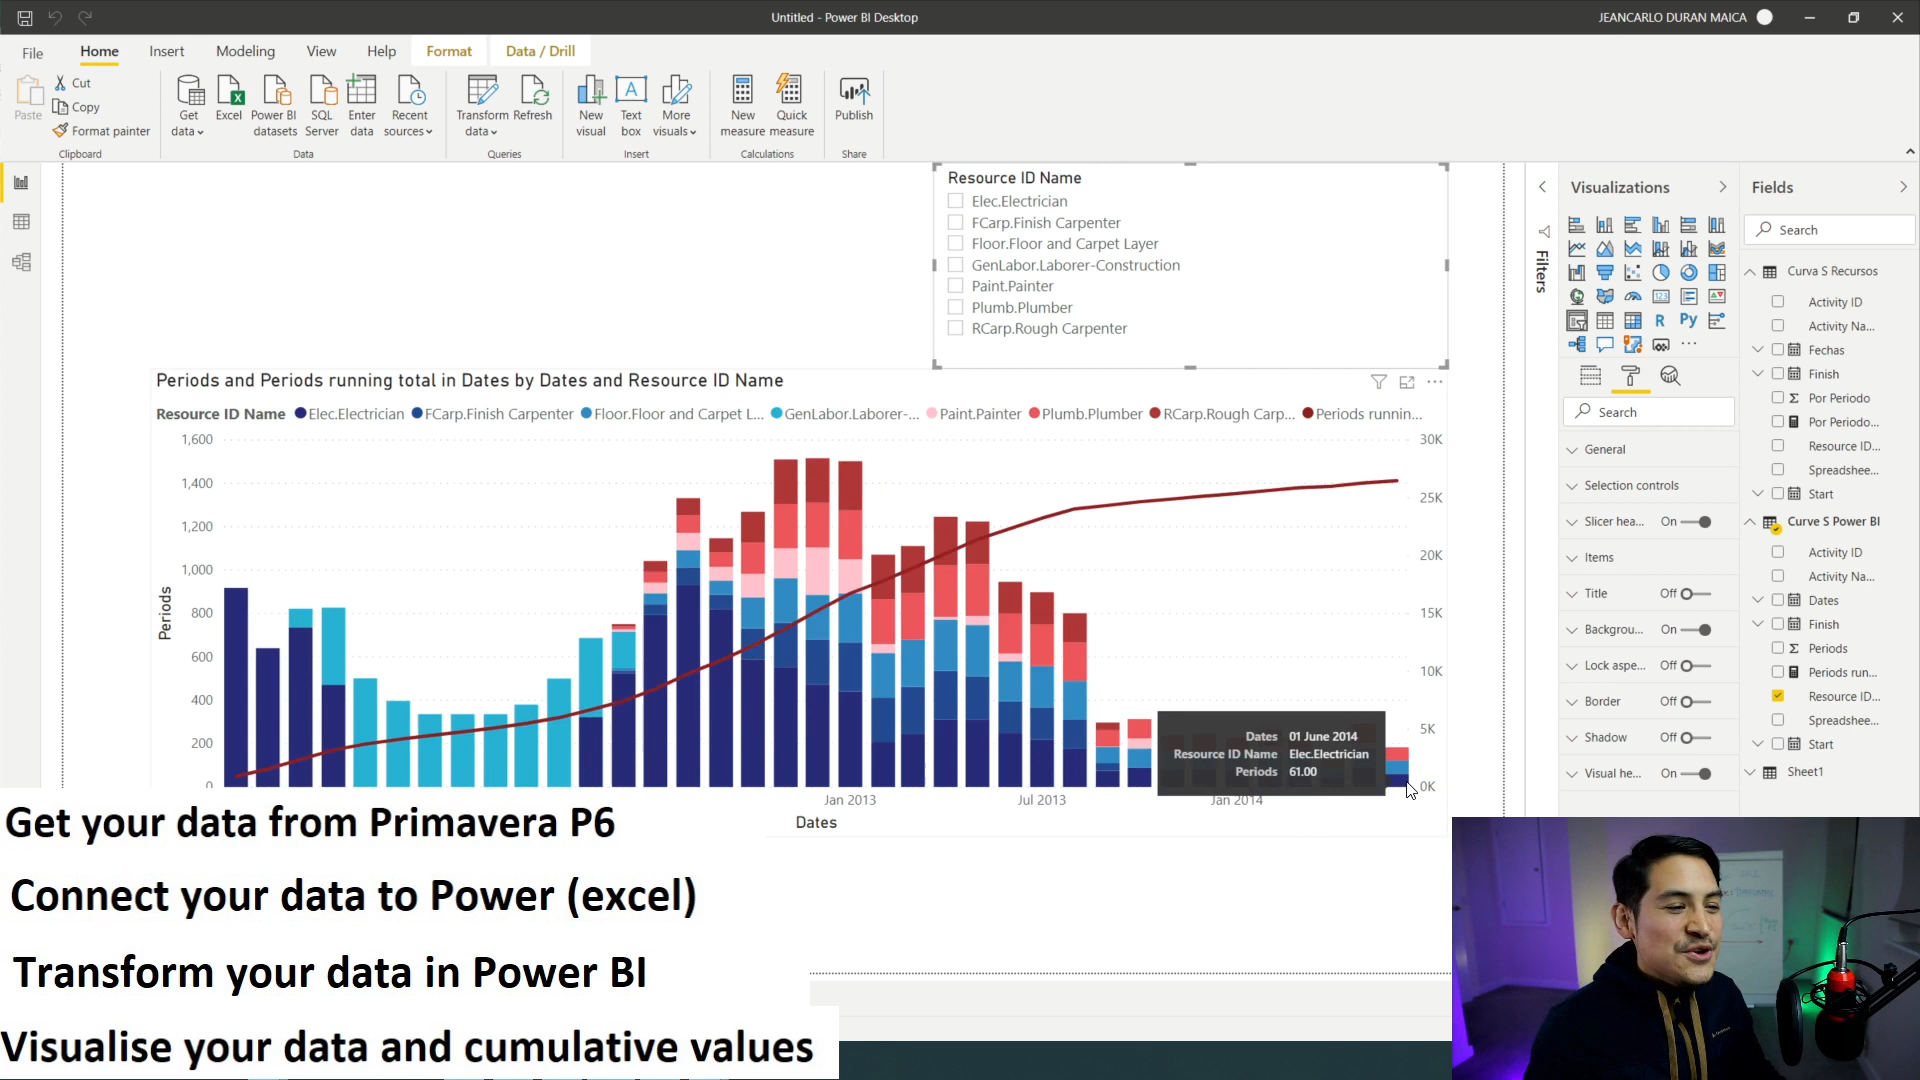 Untitled - Power BI Desktop
JEANCARLO DURAN MAICA
File Home Insert Modeling View Help Format Data / Drill
Paste
Cut
Copy
Format painter
Clipboard
Get data
Excel
Power BI datasets
SQL Server
Enter data
Recent sources
Data
Transform data
Refresh
Queries
New visual
Text box
More visuals
Insert
New measure
Quick measure
Calculations
Publish
Share
Resource ID Name
Elec.Electrician
FCarp.Finish Carpenter
Floor.Floor and Carpet Layer
GenLabor.Laborer-Construction
Paint.Painter
Plumb.Plumber
RCarp.Rough Carpenter
Periods and Periods running total in Dates by Dates and Resource ID Name
Resource ID Name Elec.Electrician FCarp.Finish Carpenter Floor.Floor and Carpet L... GenLabor.Laborer-... Paint.Painter Plumb.Plumber RCarp.Rough Carp... Periods runnin...
1,600
1,400
1,200
1,000
800
600
400
200
0
Periods
30K
25K
20K
15K
10K
5K
0K
Dates 01 June 2014
Resource ID Name Elec.Electrician
Periods 61.00
Jan 2013 Jul 2013 Jan 2014
Dates
Filters
Visualizations
R Py
Search
General
Selection controls
Slicer hea... On
Items
Title Off
Backgrou... On
Lock aspe... Off
Border Off
Shadow Off
Visual he... On
Fields
Search
Curva S Recursos
Activity ID
Activity Na...
Fechas
Finish
Por Periodo
Por Periodo...
Resource ID...
Spreadshee...
Start
Curve S Power BI
Activity ID
Activity Na...
Dates
Finish
Periods
Periods run...
Resource ID...
Spreadshee...
Start
Sheet1
Get your data from Primavera P6
Connect your data to Power (excel)
Transform your data in Power BI
Visualise your data and cumulative values